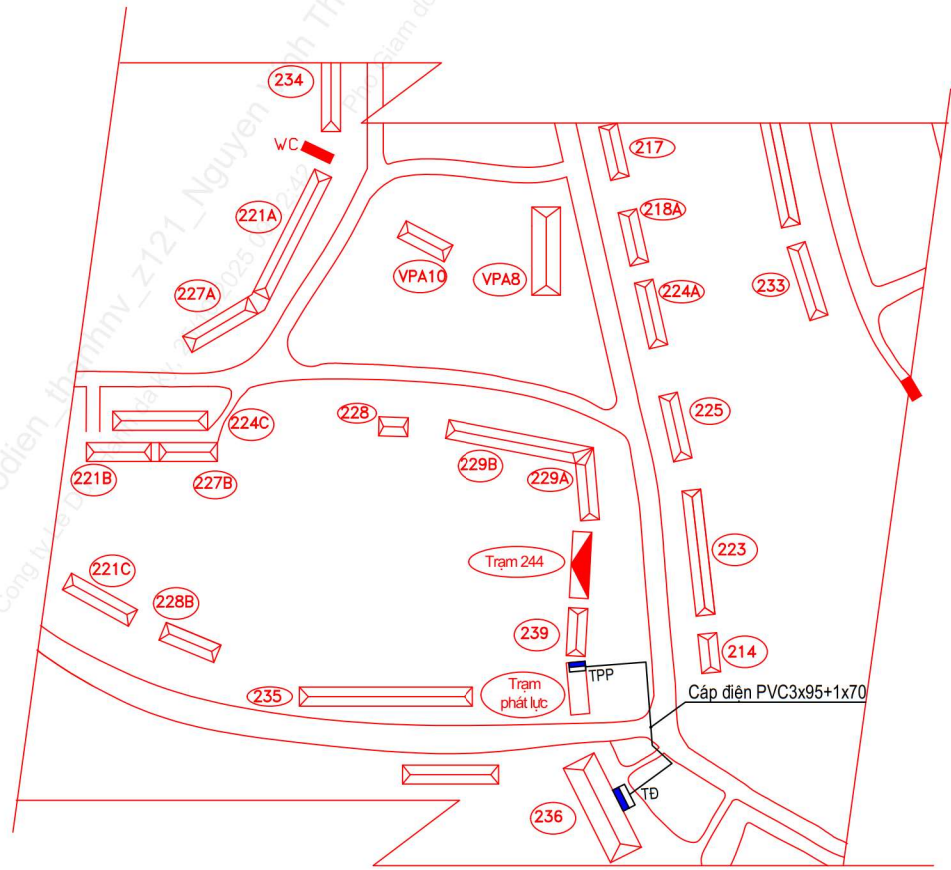 234
WC
217
221A
218A
VPA10
VPA8
224A
233
227A
228
225
224C
221B
227B
229B
229A
Trạm 244
223
221C
228B
239
214
TPP
235
Trạm
phát lực
Cáp điện PVC3x95+1x70
TĐ
236